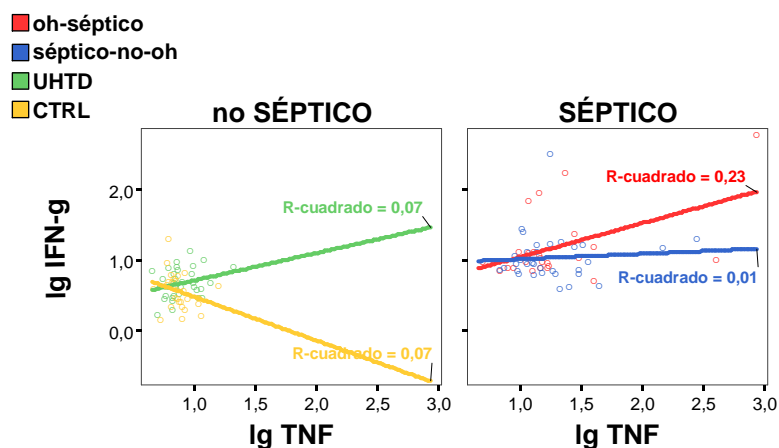 oh-séptico
séptico-no-oh
UHTD
CTRL
no SÉPTICO
SÉPTICO
lg IFN-g
2,0
1,0
0,0
R-cuadrado = 0,07
R-cuadrado = 0,07
R-cuadrado = 0,23
R-cuadrado = 0,01
1,0 1,5 2,0 2,5 3,0
1,0 1,5 2,0 2,5 3,0
lg TNF
lg TNF